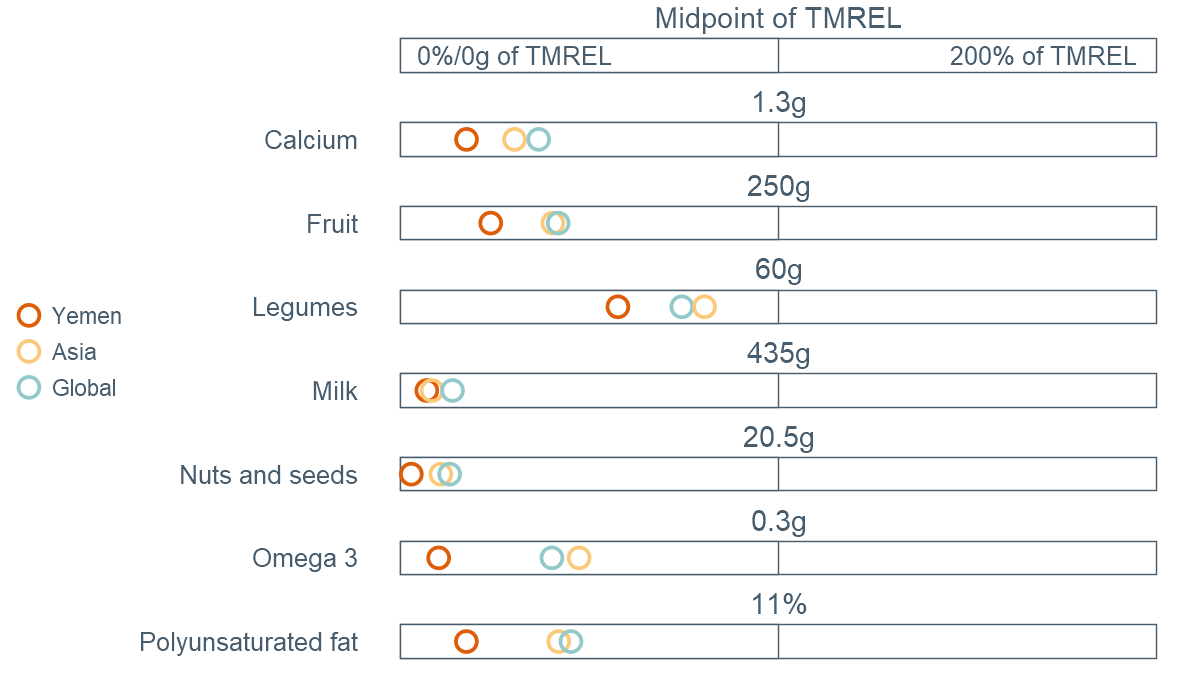 Midpoint of TMREL
0%/0g of TMREL 200% of TMREL
1.3g
Calcium
250g
Fruit
60g
Legumes
435g
Milk
20.5g
Nuts and seeds
0.3g
Omega 3
11%
Polyunsaturated fat
Yemen
Asia
Global